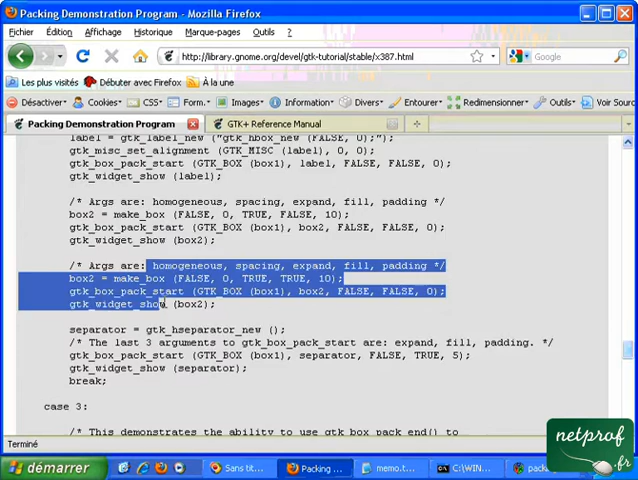 Packing Demonstration Program - Mozilla Firefox
Fichier Édition Affichage Historique Marque-pages Outils ?
http://library.gnome.org/devel/gtk-tutorial/stable/x387.html
Google
Les plus visités Débuter avec Firefox À la une
Désactiver Cookies CSS Form. Images Information Divers Entourer Redimensionner Outils Voir Sourc
Packing Demonstration Program
GTK+ Reference Manual
label = gtk_label_new ("gtk_hbox_new (FALSE, 0);");
gtk_misc_set_alignment (GTK_MISC (label), 0, 0);
gtk_box_pack_start (GTK_BOX (box1), label, FALSE, FALSE, 0);
gtk_widget_show (label);
/* Args are: homogeneous, spacing, expand, fill, padding */
box2 = make_box (FALSE, 0, TRUE, FALSE, 10);
gtk_box_pack_start (GTK_BOX (box1), box2, FALSE, FALSE, 0);
gtk_widget_show (box2);
/* Args are: homogeneous, spacing, expand, fill, padding */
box2 = make_box (FALSE, 0, TRUE, TRUE, 10);
gtk_box_pack_start (GTK_BOX (box1), box2, FALSE, FALSE, 0);
gtk_widget_show (box2);
separator = gtk_hseparator_new ();
/* The last 3 arguments to gtk_box_pack_start are: expand, fill, padding. */
gtk_box_pack_start (GTK_BOX (box1), separator, FALSE, TRUE, 5);
gtk_widget_show (separator);
break;
case 3:
/* This demonstrates the ability to use gtk_box_pack_end() to
Terminé
netprof
.fr
démarrer
Sans tit...
Packing ...
memo.t...
C:\WIN...
pack